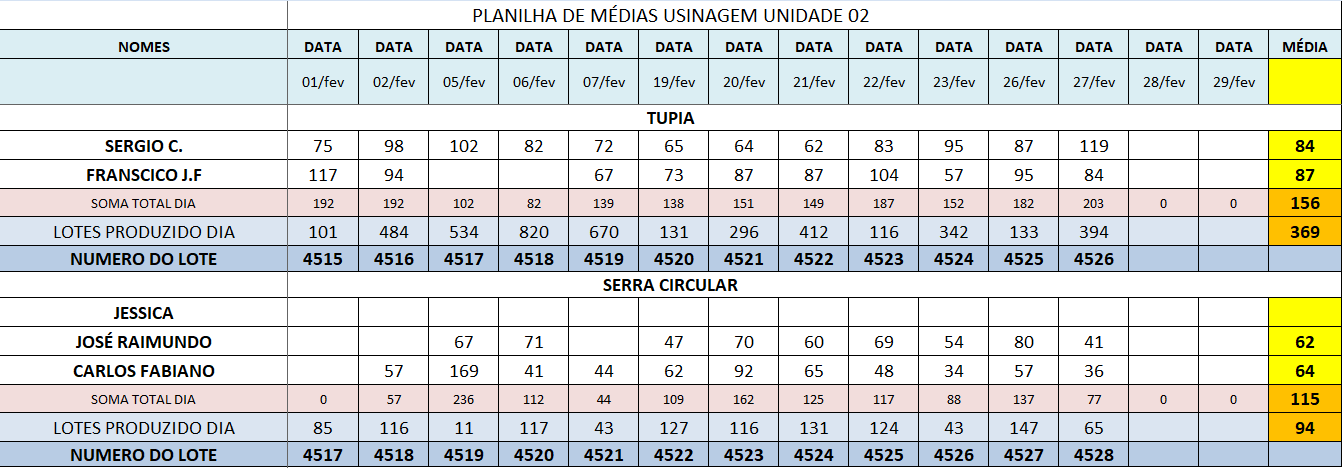 PLANILHA DE MÉDIAS USINAGEM UNIDADE 02
NOMES DATA DATA DATA DATA DATA DATA DATA DATA DATA DATA DATA DATA DATA DATA MÉDIA
01/fev 02/fev 05/fev 06/fev 07/fev 19/fev 20/fev 21/fev 22/fev 23/fev 26/fev 27/fev 28/fev 29/fev
TUPIA
SERGIO C. 75 98 102 82 72 65 64 62 83 95 87 119 84
FRANSCICO J.F 117 94 67 73 87 87 104 57 95 84 87
SOMA TOTAL DIA 192 192 102 82 139 138 151 149 187 152 182 203 0 0 156
LOTES PRODUZIDO DIA 101 484 534 820 670 131 296 412 116 342 133 394 369
NUMERO DO LOTE 4515 4516 4517 4518 4519 4520 4521 4522 4523 4524 4525 4526
SERRA CIRCULAR
JESSICA
JOSÉ RAIMUNDO 67 71 47 70 60 69 54 80 41 62
CARLOS FABIANO 57 169 41 44 62 92 65 48 34 57 36 64
SOMA TOTAL DIA 0 57 236 112 44 109 162 125 117 88 137 77 0 0 115
LOTES PRODUZIDO DIA 85 116 11 117 43 127 116 131 124 43 147 65 94
NUMERO DO LOTE 4517 4518 4519 4520 4521 4522 4523 4524 4525 4526 4527 4528